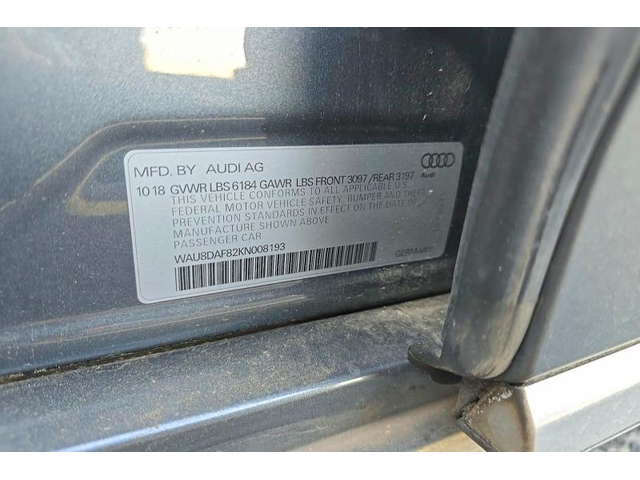 MFD. BY AUDI AG
10 18 GVWR LBS 6184 GAWR LBS FRONT 3097 / REAR 3197
THIS VEHICLE CONFORMS TO ALL APPLICABLE U.S.
FEDERAL MOTOR VEHICLE SAFETY, BUMPER AND THEFT
PREVENTION STANDARDS IN EFFECT ON THE DATE OF
MANUFACTURE SHOWN ABOVE
PASSENGER CAR
WAU8DAF82KN008193
Audi
GERMANY